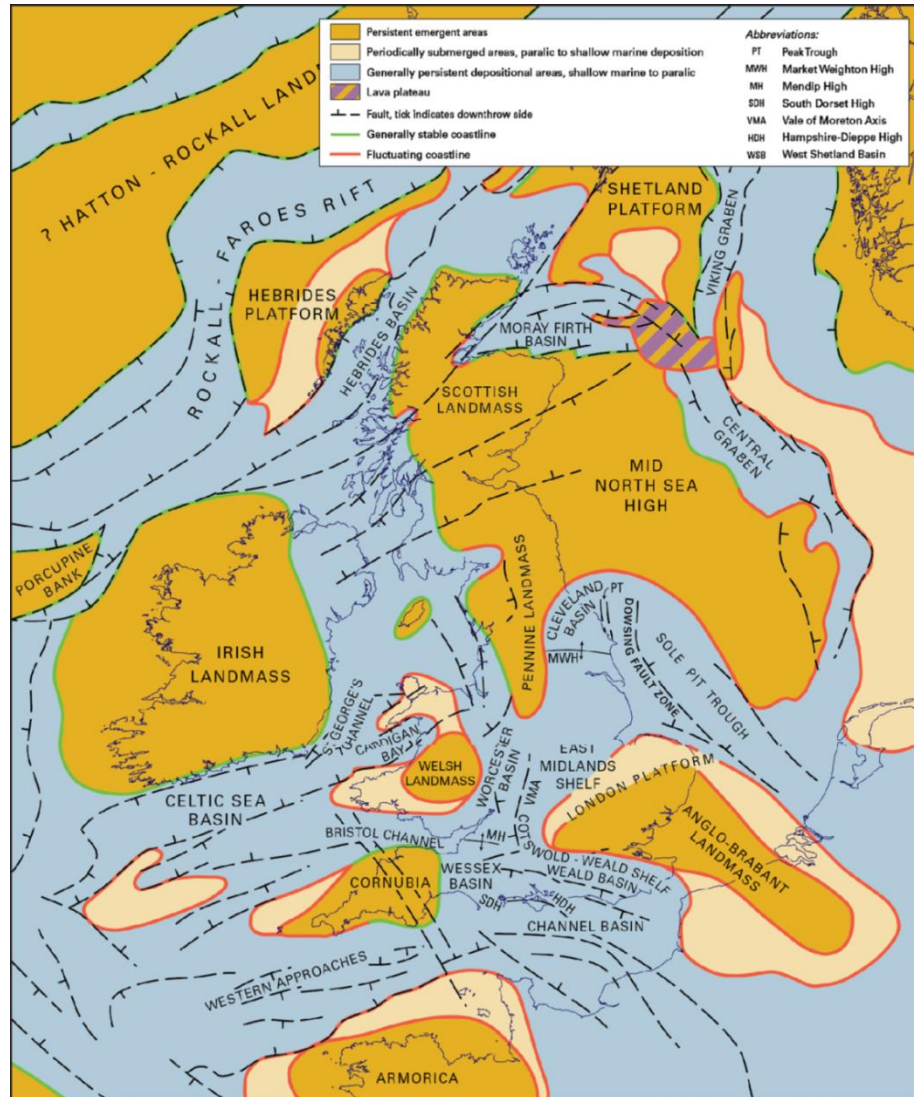 Persistent emergent areas
Periodically submerged areas, paralic to shallow marine deposition
Generally persistent depositional areas, shallow marine to paralic
Lava plateau
Fault, tick indicates downthrow side
Generally stable coastline
Fluctuating coastline
Abbreviations:
PT Peak Trough
MWH Market Weighton High
MH Mendip High
SDH South Dorset High
VMA Vale of Moreton Axis
HDH Hampshire-Dieppe High
WSB West Shetland Basin
? HATTON - ROCKALL
ROCKALL - FAROES RIFT
SHETLAND
PLATFORM
VIKING GRABEN
HEBRIDES
PLATFORM
HEBRIDES BASIN
MORAY FIRTH
BASIN
SCOTTISH
LANDMASS
MID
NORTH SEA
HIGH
CENTRAL
GRABEN
PORCUPINE
BANK
IRISH
LANDMASS
PENNINE LANDMASS
CLEVELAND
BASIN
PT
MWH
DOWSING FAULT ZONE
SOLE PIT TROUGH
ST GEORGE'S
CHANNEL
CARDIGAN
BAY
WELSH
LANDMASS
WORCESTER
BASIN
EAST
MIDLANDS
SHELF
LONDON PLATFORM
ANGLO-BRABANT
LANDMASS
VMA
CELTIC SEA
BASIN
BRISTOL CHANNEL
MH
COTSWOLD - WEALD SHELF
WEALD BASIN
CORNUBIA
WESSEX
BASIN
SDH
HDH
CHANNEL BASIN
WESTERN APPROACHES
ARMORICA